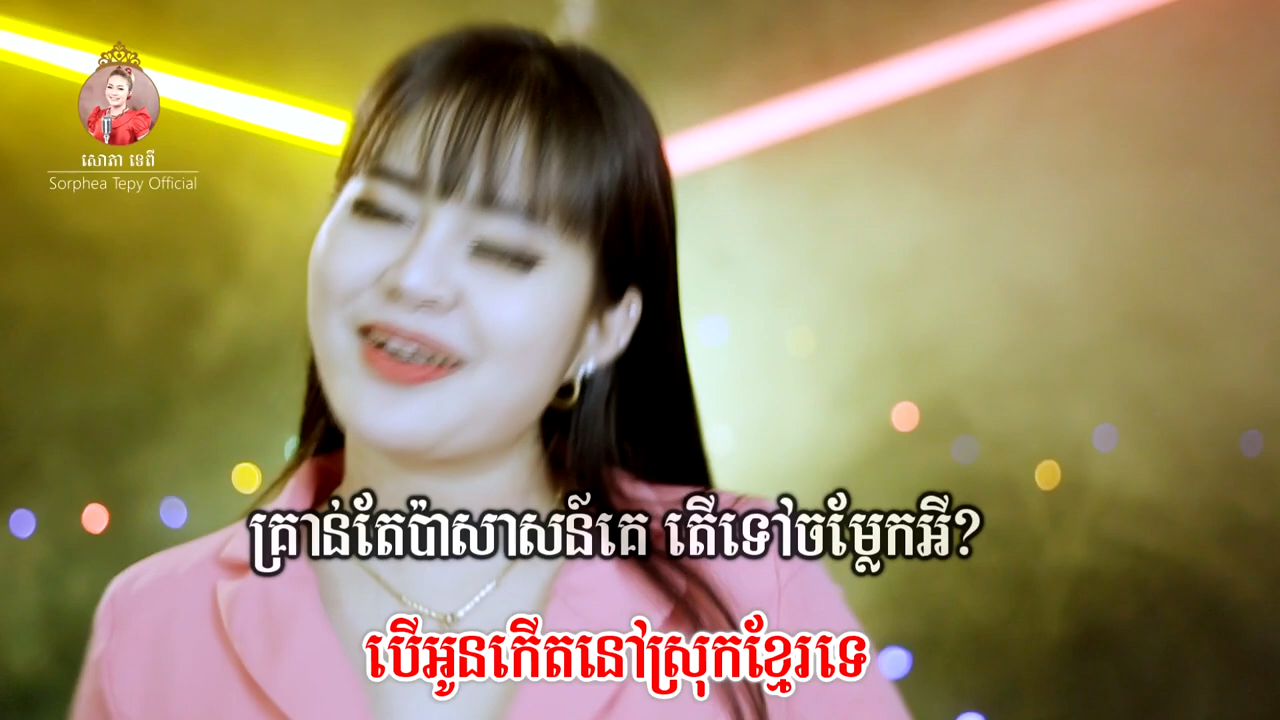 សោភា ទេពី
Sorphea Tepy Official
គ្រាន់តែប៉ាសាសន៍គេ តើទៅចម្លែកអី?
បើអូនកើតនៅស្រុកខ្មែរទេ